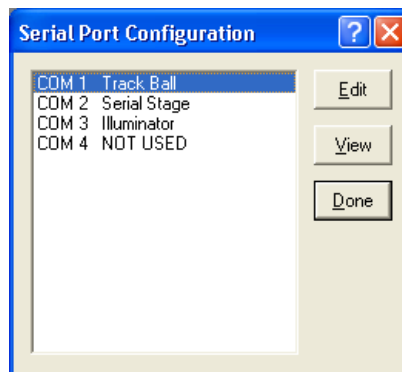 Serial Port Configuration
COM 1 Track Ball
COM 2 Serial Stage
COM 3 Illuminator
COM 4 NOT USED
Edit
View
Done